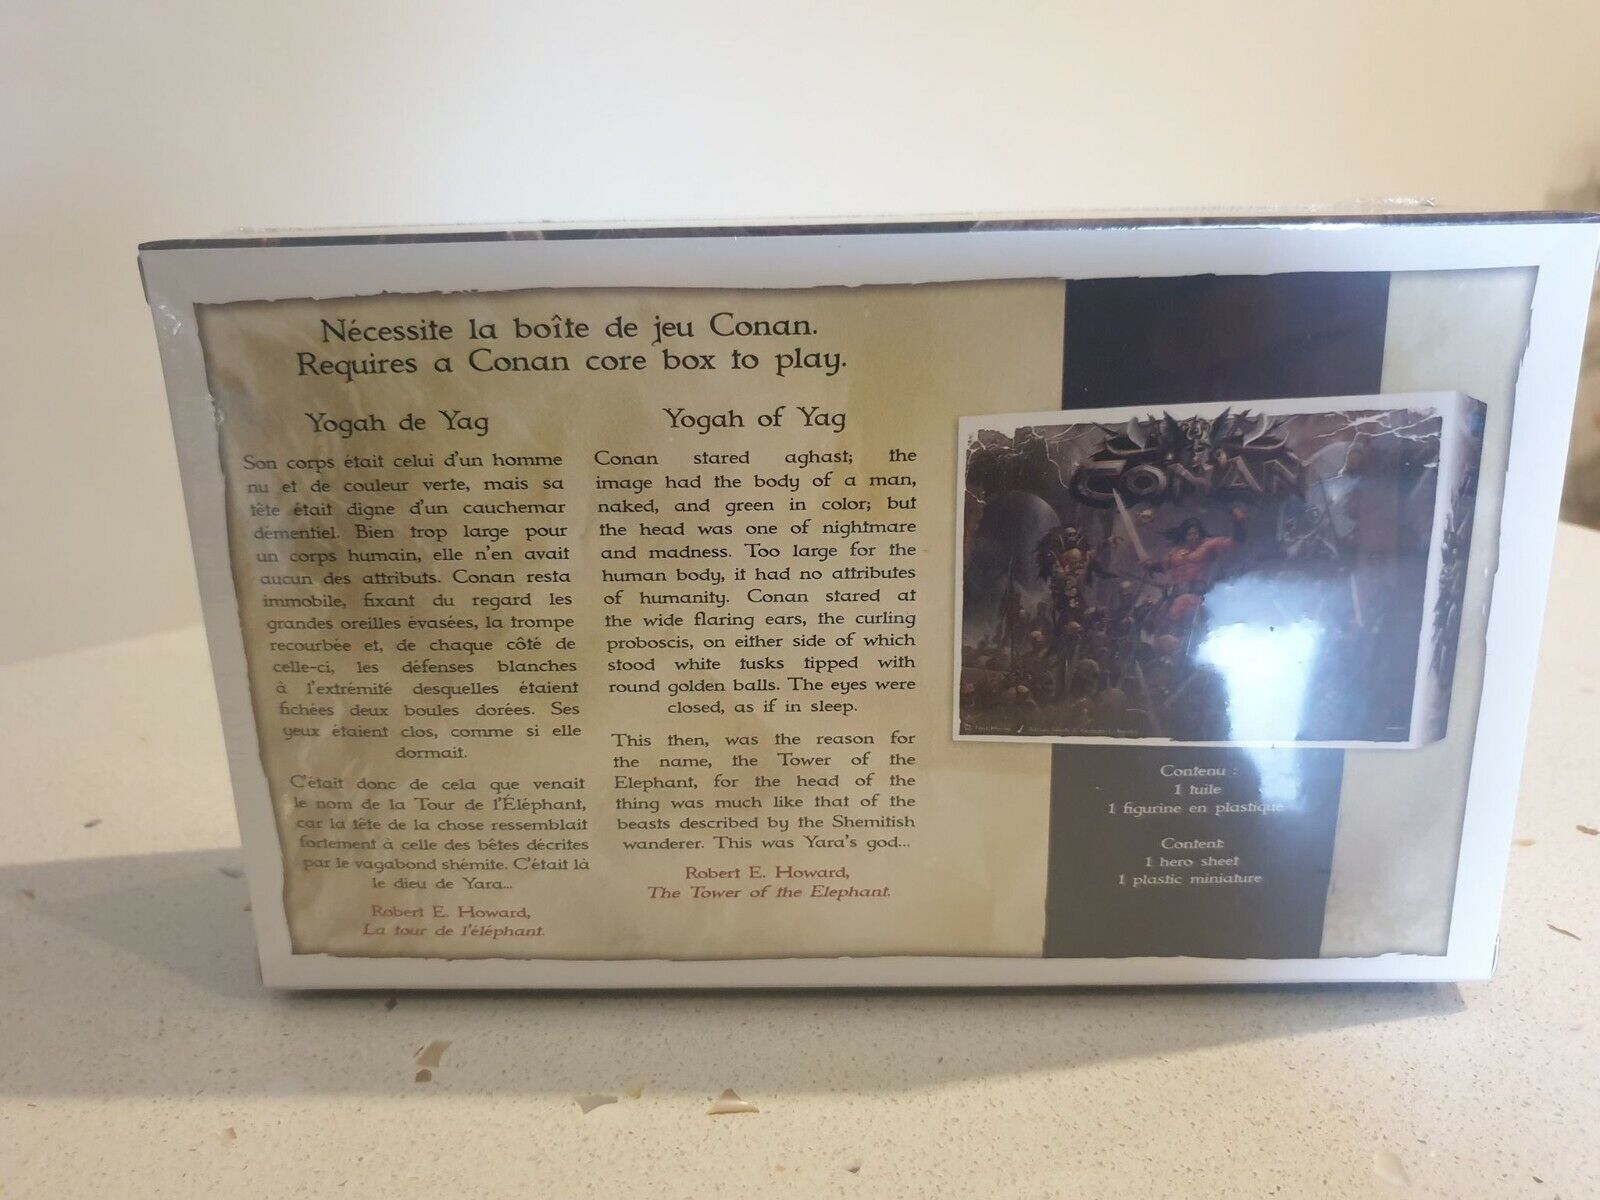 Nécessite la boîte de jeu Conan.
Requires a Conan core box to play.
Yogah de Yag
Son corps était celui d'un homme
nu et de couleur verte, mais sa
tête était digne d'un cauchemar
démentiel. Bien trop large pour
un corps humain, elle n'en avait
aucun des attributs. Conan resta
immobile, fixant du regard les
grandes oreilles évasées, la trompe
recourbée et, de chaque côté de
celle-ci, les défenses blanches
à l'extrémité desquelles étaient
fichées deux boules dorées. Ses
yeux étaient clos, comme si elle
dormait.
C'était donc de cela que venait
le nom de la Tour de l'Éléphant,
car la tête de la chose ressemblait
fortement à celle des bêtes décrites
par le vagabond shémite. C'était là
le dieu de Yara...
Robert E. Howard,
La tour de l'éléphant.
Yogah of Yag
Conan stared aghast; the
image had the body of a man,
naked, and green in color; but
the head was one of nightmare
and madness. Too large for the
human body, it had no attributes
of humanity. Conan stared at
the wide flaring ears, the curling
proboscis, on either side of which
stood white tusks tipped with
round golden balls. The eyes were
closed, as if in sleep.
This then, was the reason for
the name, the Tower of the
Elephant, for the head of the
thing was much like that of the
beasts described by the Shemitish
wanderer. This was Yara's god...
Robert E. Howard,
The Tower of the Elephant.
CONAN
Contenu :
1 tuile
1 figurine en plastique
Content:
1 hero sheet
1 plastic miniature